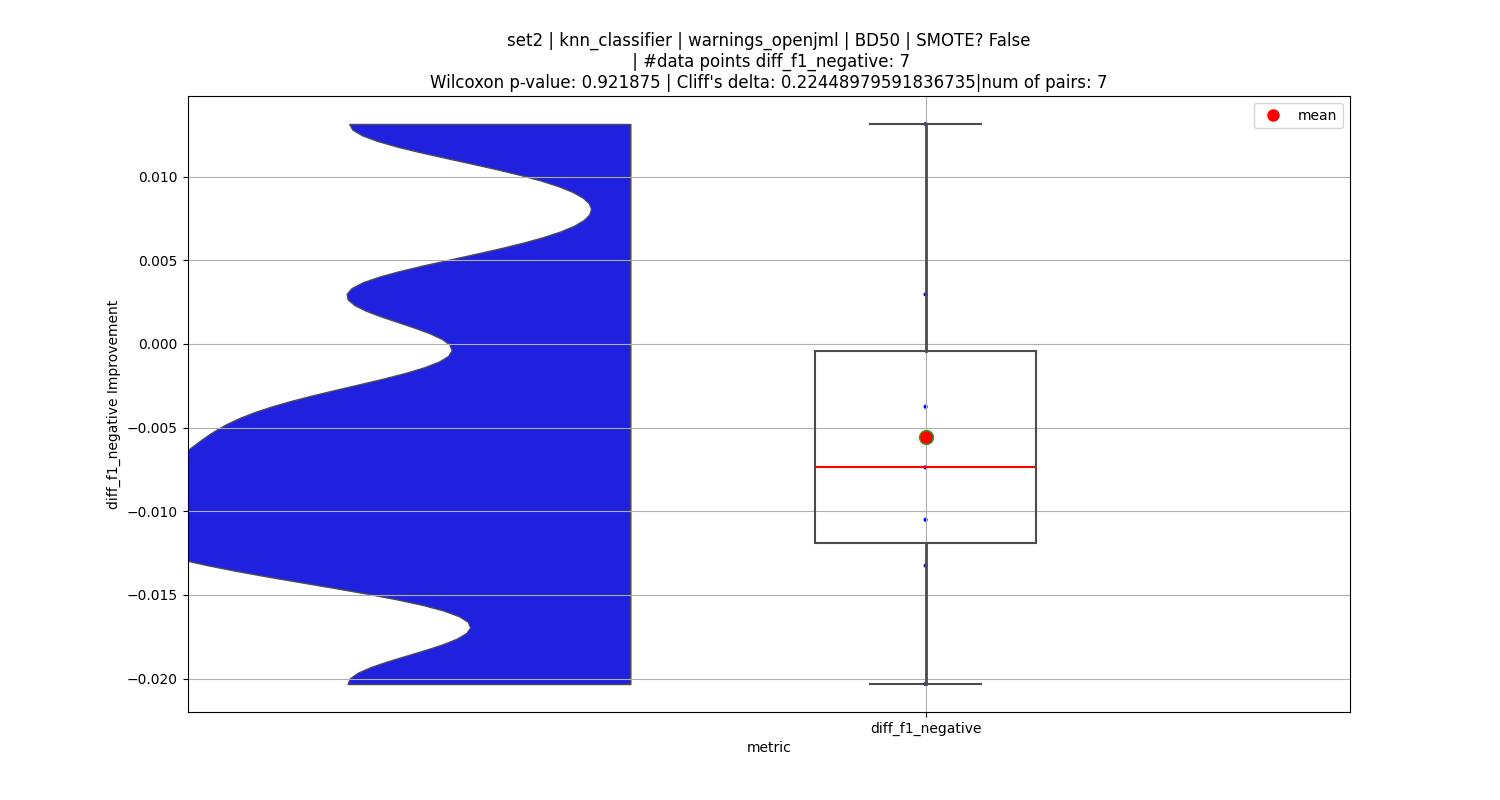 set2 | knn_classifier | warnings_openjml | BD50 | SMOTE? False
| #data points diff_f1_negative: 7
Wilcoxon p-value: 0.921875 | Cliff's delta: 0.22448979591836735|num of pairs: 7
mean
0.010
0.005
0.000
−0.005
−0.010
−0.015
−0.020
diff_f1_negative Improvement
diff_f1_negative
metric